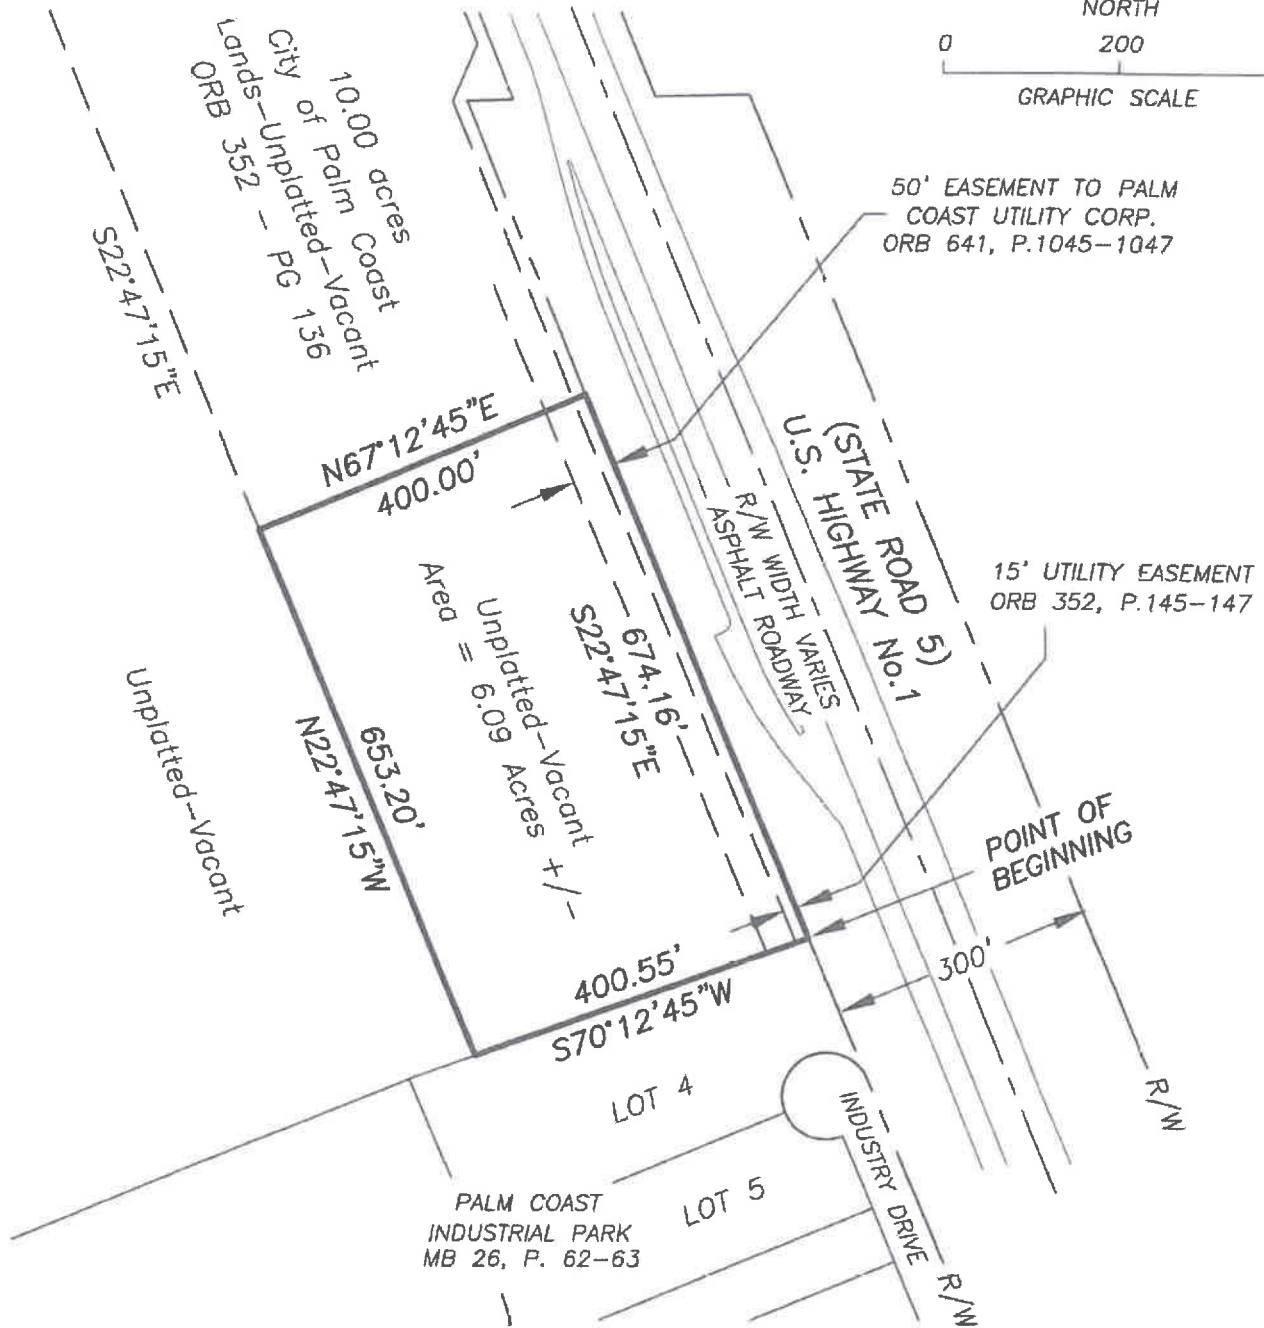 NORTH
0 200
GRAPHIC SCALE
10.00 acres
City of Palm Coast
Lands-Unplatted-Vacant
ORB 352 - PG 136
S22°47'15"E
50' EASEMENT TO PALM
COAST UTILITY CORP.
ORB 641, P.1045-1047
N67°12'45"E
400.00'
(STATE ROAD 5)
U.S. HIGHWAY No.1
R/W WIDTH VARIES
ASPHALT ROADWAY
15' UTILITY EASEMENT
ORB 352, P.145-147
674.16'
S22°47'15"E
Unplatted-Vacant
Area = 6.09 Acres +/-
Unplatted-Vacant
653.20'
N22°47'15"W
POINT OF
BEGINNING
300'
400.55'
S70°12'45"W
LOT 4
INDUSTRY DRIVE
R/W
LOT 5
PALM COAST
INDUSTRIAL PARK
MB 26, P. 62-63
R/W